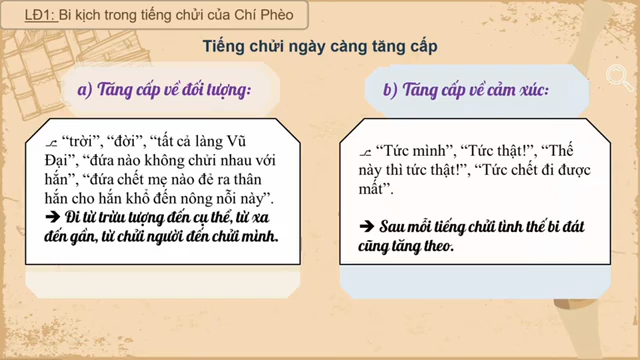 LĐ1: Bi kịch trong tiếng chửi của Chí Phèo
Tiếng chửi ngày càng tăng cấp
a) Tăng cấp về đối tượng:
“trời”, “đời”, “tất cả làng Vũ
Đại”, “đứa nào không chửi nhau với
hắn”, “đứa chết mẹ nào đẻ ra thân
hắn cho hắn khổ đến nông nỗi này”.
➔ Đi từ trừu tượng đến cụ thể, từ xa
đến gần, từ chửi người đến chửi mình.
b) Tăng cấp về cảm xúc:
“Tức mình”, “Tức thật!”, “Thế
này thì tức thật!”, “Tức chết đi được
mất”.
➔ Sau mỗi tiếng chửi tình thế bi đát
cũng tăng theo.